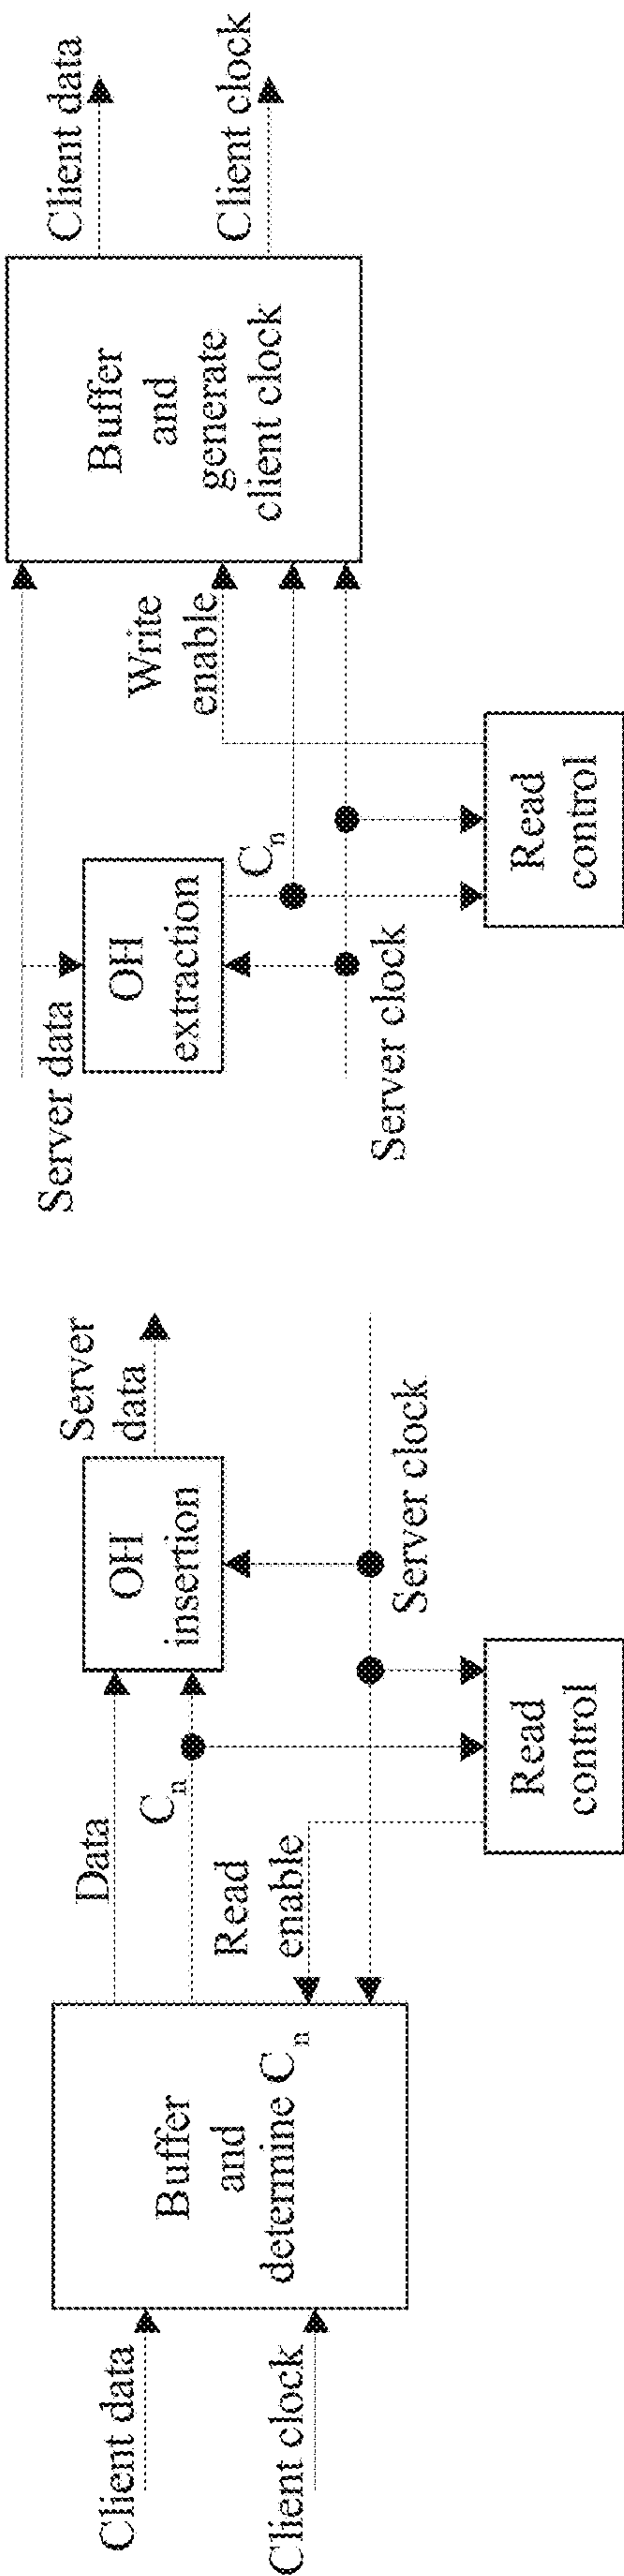 Client data
Client clock
Buffer
and
determine Cn
Data
Cn
Read
enable
Read
control
OH
insertion
Server
data
Server clock
Server data
Server clock
OH
extraction
Cn
Read
control
Write
enable
Buffer
and
generate
client clock
Client data
Client clock